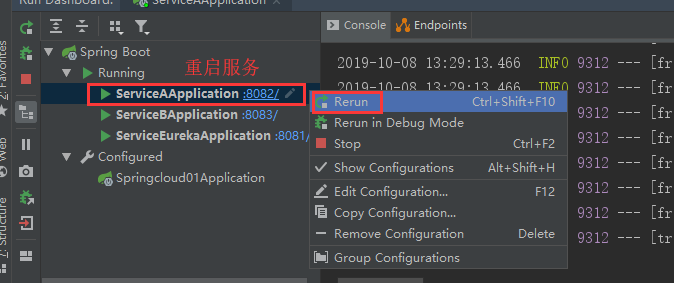 Run Dashboard:
ServiceAApplication
Console
Endpoints
Spring Boot
重启服务
Running
ServiceAApplication :8082/
ServiceBApplication :8083/
ServiceEurekaApplication :8081/
Configured
Springcloud01Application
Rerun Ctrl+Shift+F10
Rerun in Debug Mode
Stop Ctrl+F2
Show Configurations Alt+Shift+H
Edit Configuration... F12
Copy Configuration...
Remove Configuration Delete
Group Configurations
2019-10-08 13:29:13.466 INFO 9312 --- [fr
2019-10-08 13:29:13.466 INFO 9312 --- [fr
9312 --- [fr
9312 --- [fr
9312 --- [fr
9312 --- [fr
9312 --- [fr
9312 --- [fr
9312 --- [tr
2: Favorites
Web
7: Structure